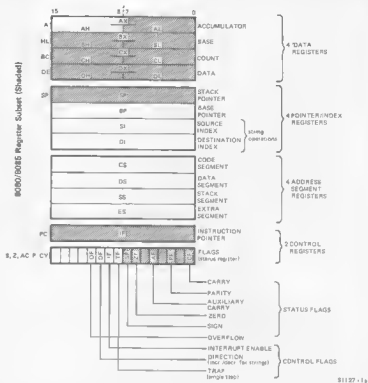 15 8 7 0
A AX ACCUMULATOR
AH AL
HL BX BASE
BH BL
BC CX COUNT
CH CL
DE DX DATA
DH DL
8080/8085 Register Subset (Shaded)
4 DATA
REGISTERS
SP SP STACK
POINTER
BP BASE
POINTER
SI SOURCE
INDEX
DI DESTINATION
INDEX
string
operations
4 POINTER/INDEX
REGISTERS
CS CODE
SEGMENT
DS DATA
SEGMENT
SS STACK
SEGMENT
ES EXTRA
SEGMENT
4 ADDRESS
SEGMENT
REGISTERS
PC IP INSTRUCTION
POINTER
S, Z, AC P CY OF DF IF TF SF ZF AF PF CF FLAGS
(status register)
2 CONTROL
REGISTERS
CARRY
PARITY
AUXILIARY
CARRY
ZERO
SIGN
OVERFLOW
STATUS FLAGS
INTERRUPT-ENABLE
DIRECTION
TRAP
(single step)
CONTROL FLAGS